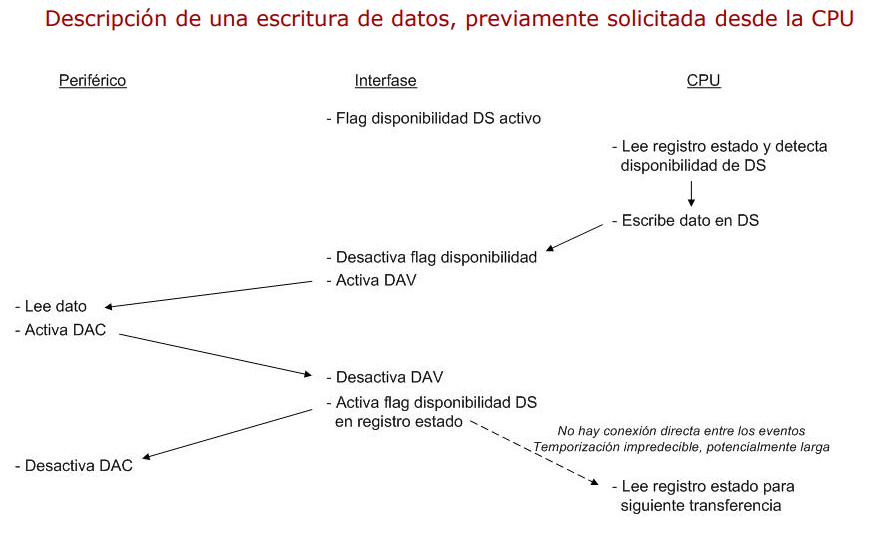 Descripción de una escritura de datos, previamente solicitada desde la CPU
Periférico
Interfase
CPU
- Flag disponibilidad DS activo
- Lee registro estado y detecta
disponibilidad de DS
- Escribe dato en DS
- Desactiva flag disponibilidad
- Activa DAV
- Lee dato
- Activa DAC
- Desactiva DAV
- Activa flag disponibilidad DS
en registro estado
No hay conexión directa entre los eventos
Temporización impredecible, potencialmente larga
- Desactiva DAC
- Lee registro estado para
siguiente transferencia